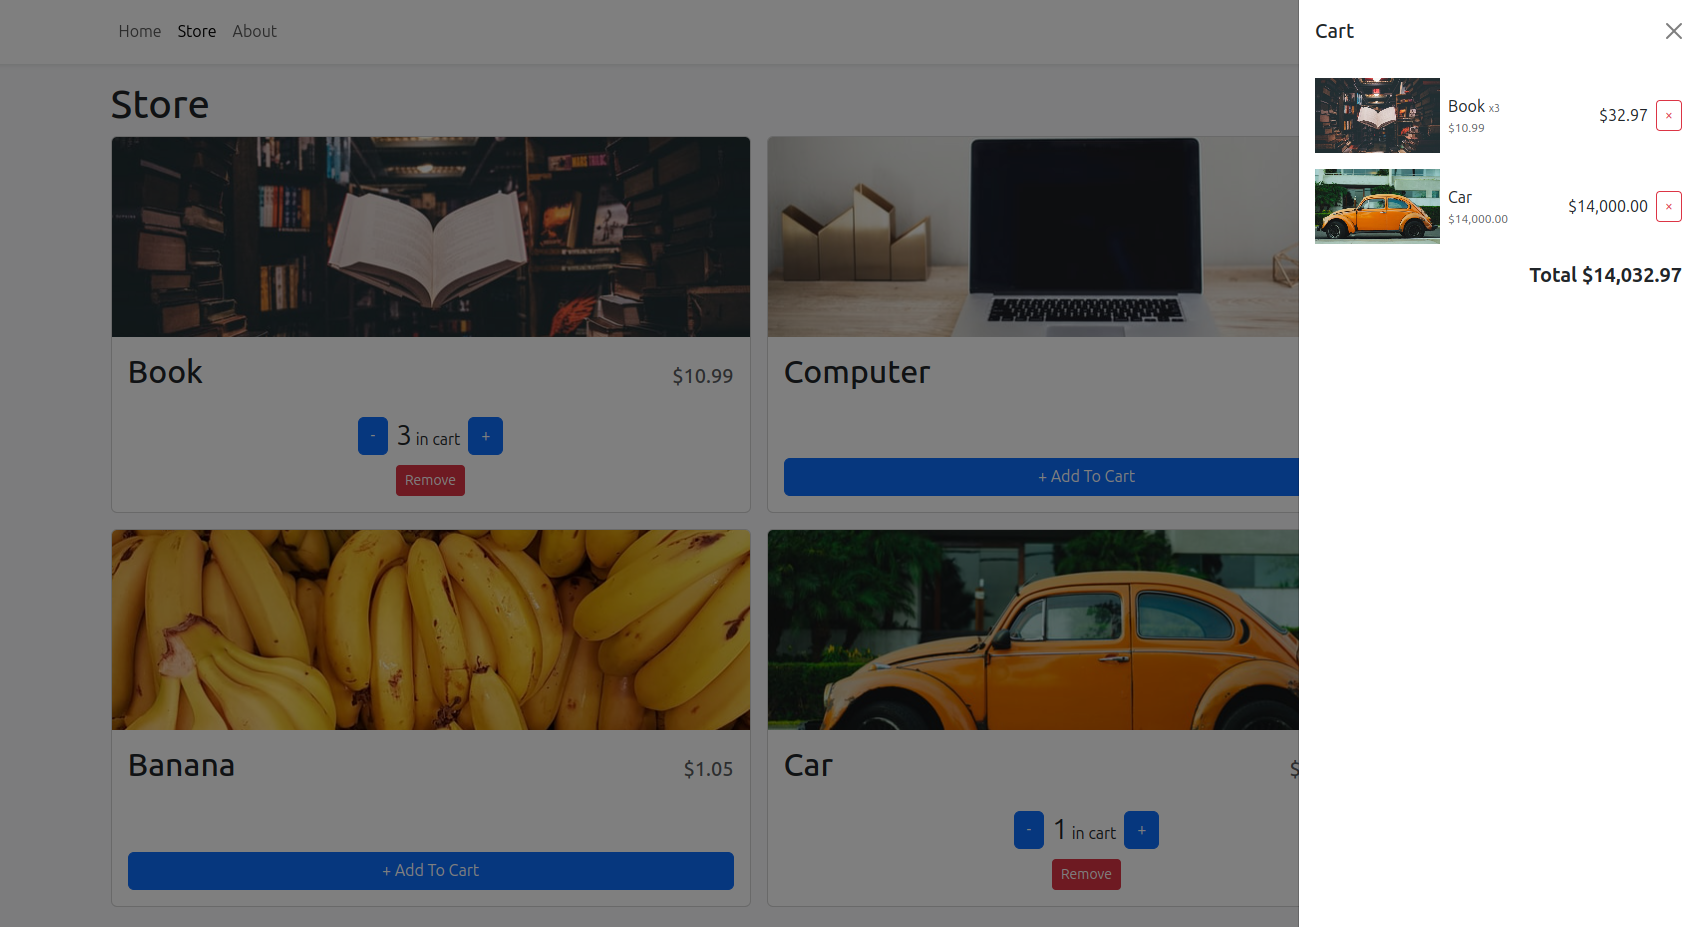 Home Store About
Store
Book $10.99
- 3 in cart +
Remove
Computer
+ Add To Cart
Banana $1.05
+ Add To Cart
Car $
- 1 in cart +
Remove
Cart
Book x3
$10.99
$32.97 ×
Car
$14,000.00
$14,000.00 ×
Total $14,032.97